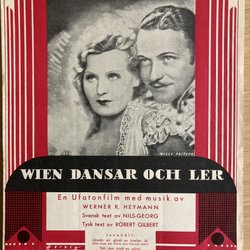 WILLY FRITSCH
WIEN DANSAR OCH LER
En Ufatonfilm med musik av
WERNER R. HEYMANN
Svensk text av NILS-GEORG
Tysk text av ROBERT GILBERT
Innehåll: